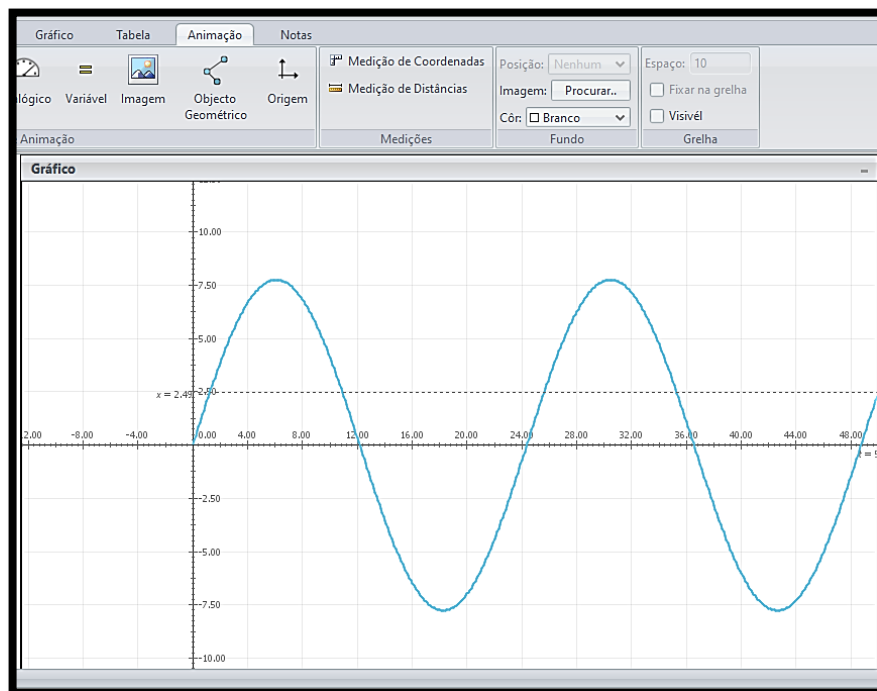 Gráfico Tabela Animação Notas
lógico Variável Imagem Objecto Geométrico Origem
Animação
Medição de Coordenadas
Medição de Distâncias
Medições
Posição: Nenhum
Imagem: Procurar..
Côr: Branco
Fundo
Espaço: 10
Fixar na grelha
Visivél
Grelha
Gráfico
10.00
7.50
5.00
x = 2.49
2.50
2.00 -8.00 -4.00 0.00 4.00 8.00 12.00 16.00 20.00 24.00 28.00 32.00 36.00 40.00 44.00 48.00
-2.50
-5.00
-7.50
-10.00